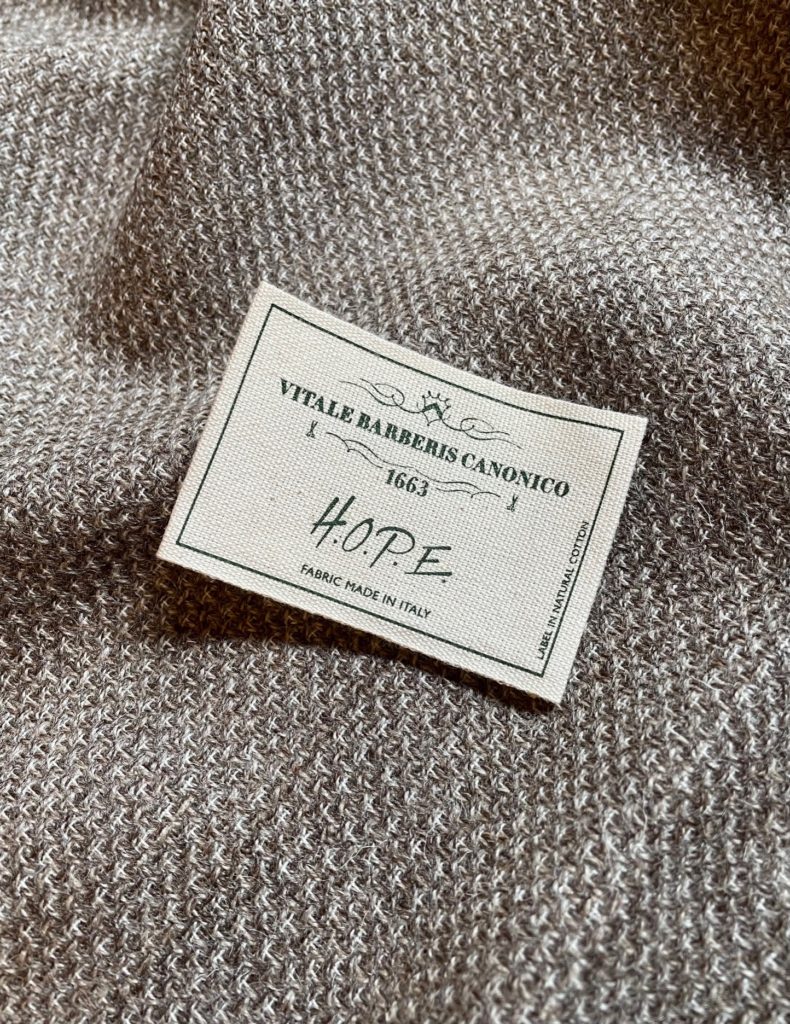 VITALE BARBERIS CANONICO
1663
H.O.P.E.
FABRIC MADE IN ITALY
LABEL IN NATURAL COTTON